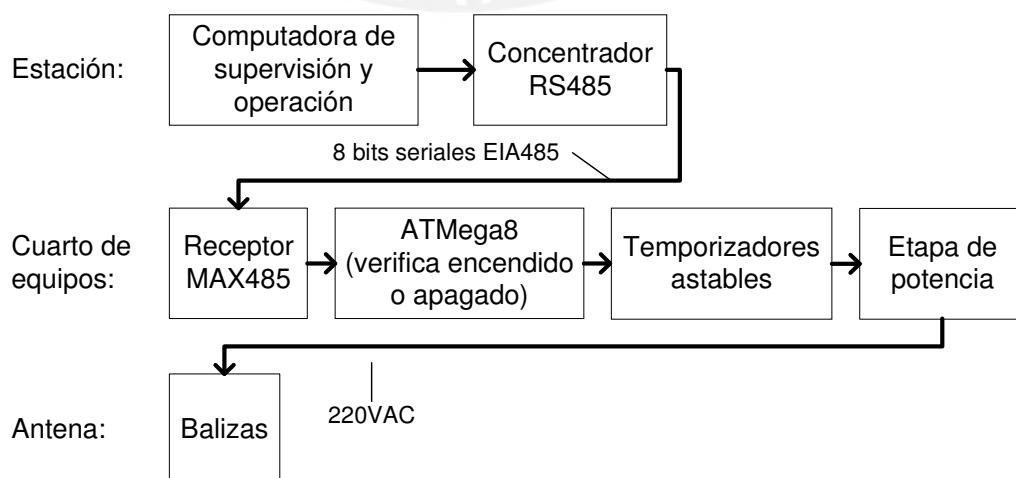 Estación:
Computadora de
supervisión y
operación
Concentrador
RS485
8 bits seriales EIA485
Cuarto de
equipos:
Receptor
MAX485
ATMega8
(verifica encendido
o apagado)
Temporizadores
astables
Etapa de
potencia
220VAC
Antena:
Balizas